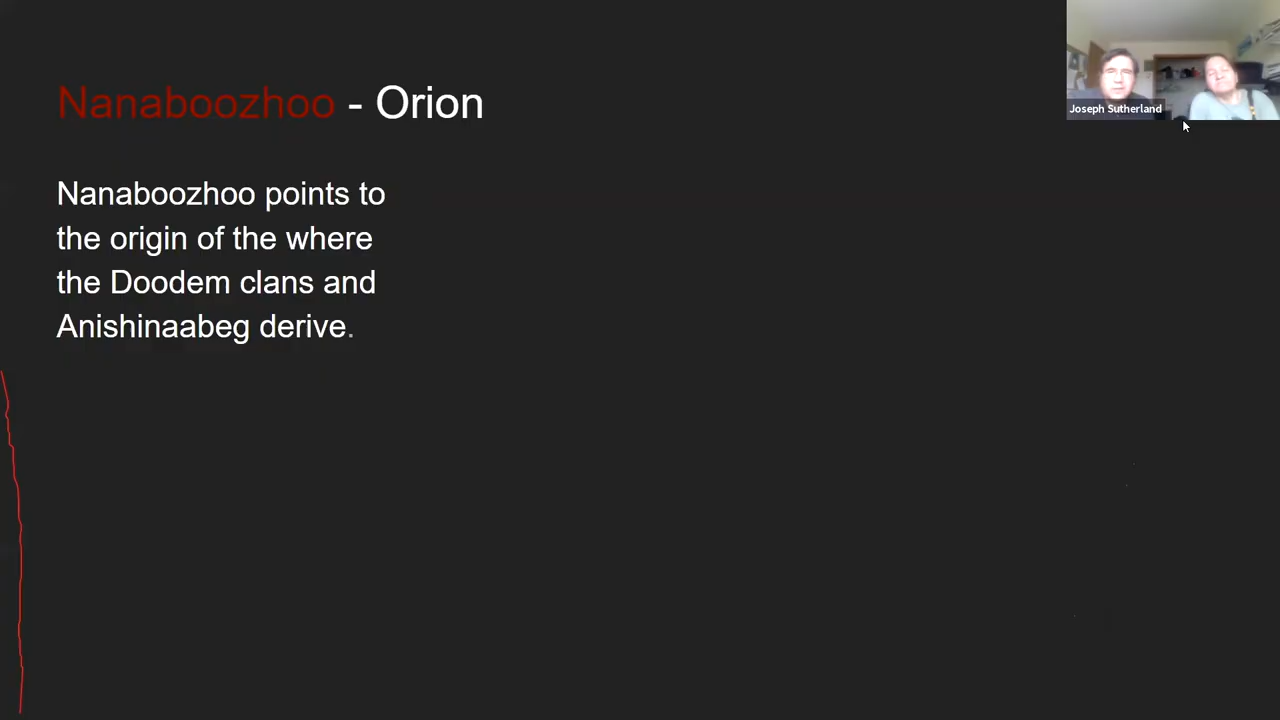 Nanaboozhoo - Orion
Joseph Sutherland
Nanaboozhoo points to
the origin of the where
the Doodem clans and
Anishinaabeg derive.